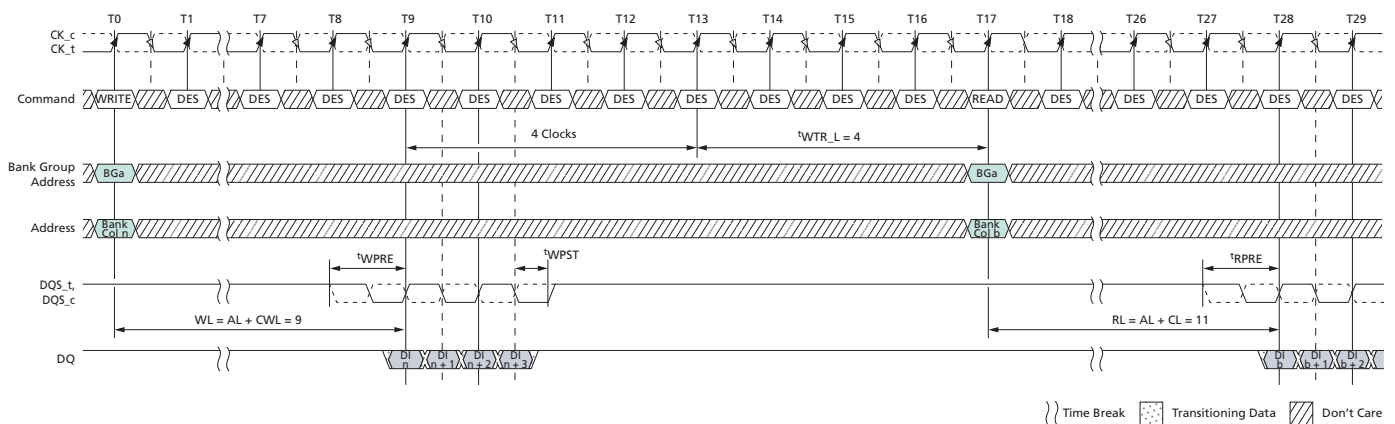 T0 T1 T7 T8 T9 T10 T11 T12 T13 T14 T15 T16 T17 T18 T26 T27 T28 T29
CK_c
CK_t
Command WRITE DES DES DES DES DES DES DES DES DES DES DES READ DES DES DES DES DES
4 Clocks tWTR_L = 4
Bank Group
Address BGa BGa
Address Bank
Col n Bank
Col b
tWPRE tWPST tRPRE
DQS_t,
DQS_c
WL = AL + CWL = 9 RL = AL + CL = 11
DQ DI
n DI
n + 1 DI
n + 2 DI
n + 3 DI
b DI
b + 1 DI
b + 2
Time Break Transitioning Data Don't Care